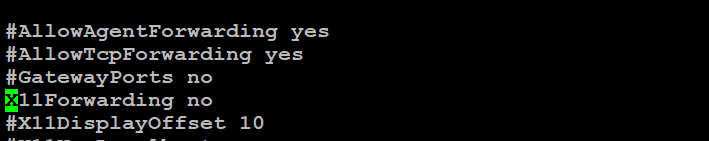 #AllowAgentForwarding yes
#AllowTcpForwarding yes
#GatewayPorts no
X11Forwarding no
#X11DisplayOffset 10